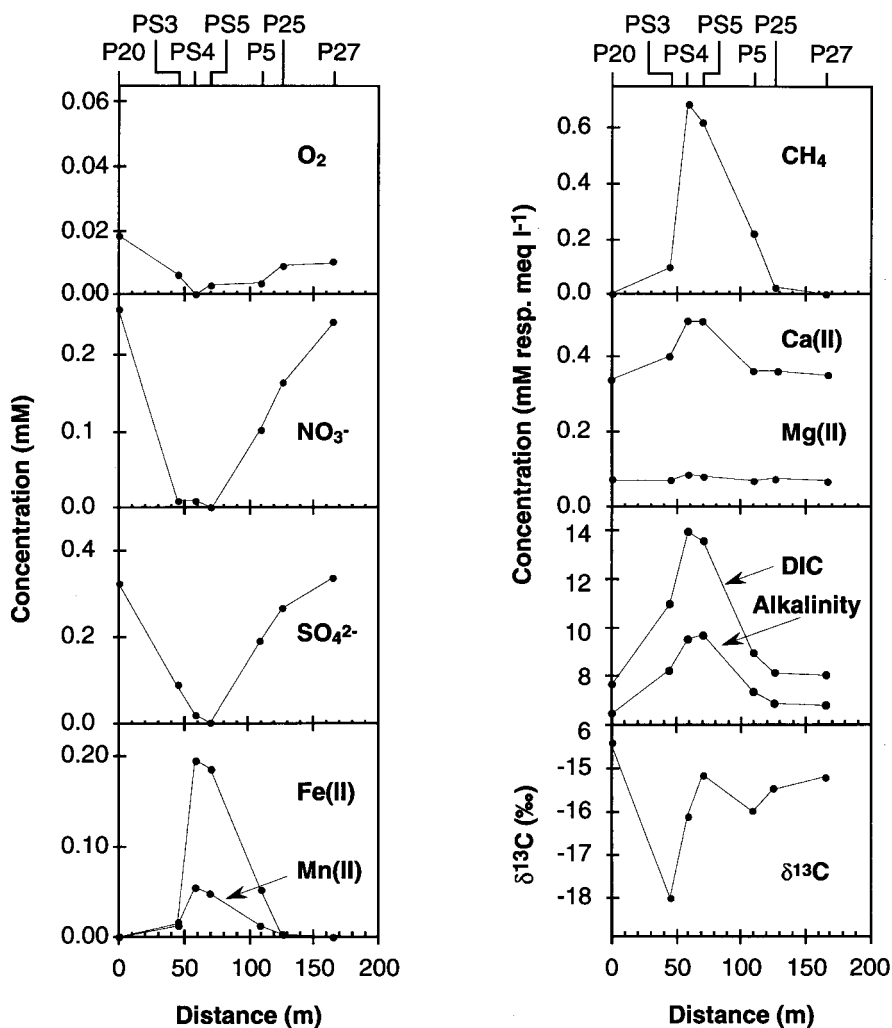 PS3 PS5 P25
P20 PS4 P5 P27
0.06
0.04
0.02
0.00
O2
0.2
0.1
0.0
NO3-
0.4
0.2
0.0
SO42-
0.20
0.10
0.00
Fe(II)
Mn(II)
0 50 100 150 200
Distance (m)
Concentration (mM)
PS3 PS5 P25
P20 PS4 P5 P27
0.6
0.4
0.2
0.0
CH4
0.4
0.2
0.0
Ca(II)
Mg(II)
14
12
10
8
6
DIC
Alkalinity
-15
-16
-17
-18
δ13C
0 50 100 150 200
Distance (m)
Concentration (mM resp. meq l-1)
δ13C (‰)